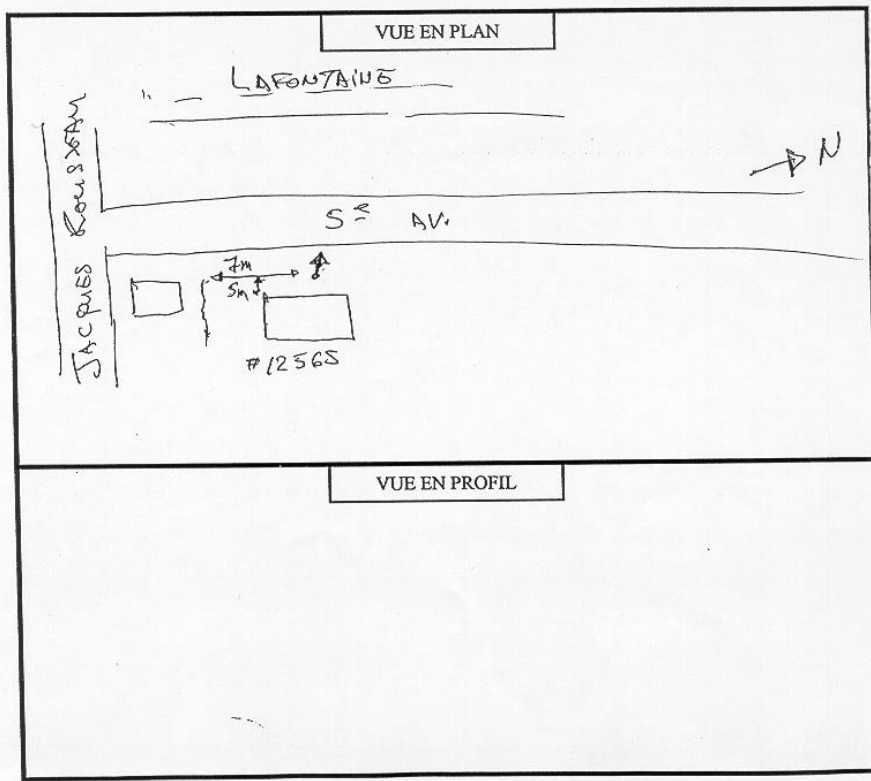 VUE EN PLAN
LAFONTAINE
N
5e AV.
JACQUES
7m
5m
#12565
VUE EN PROFIL